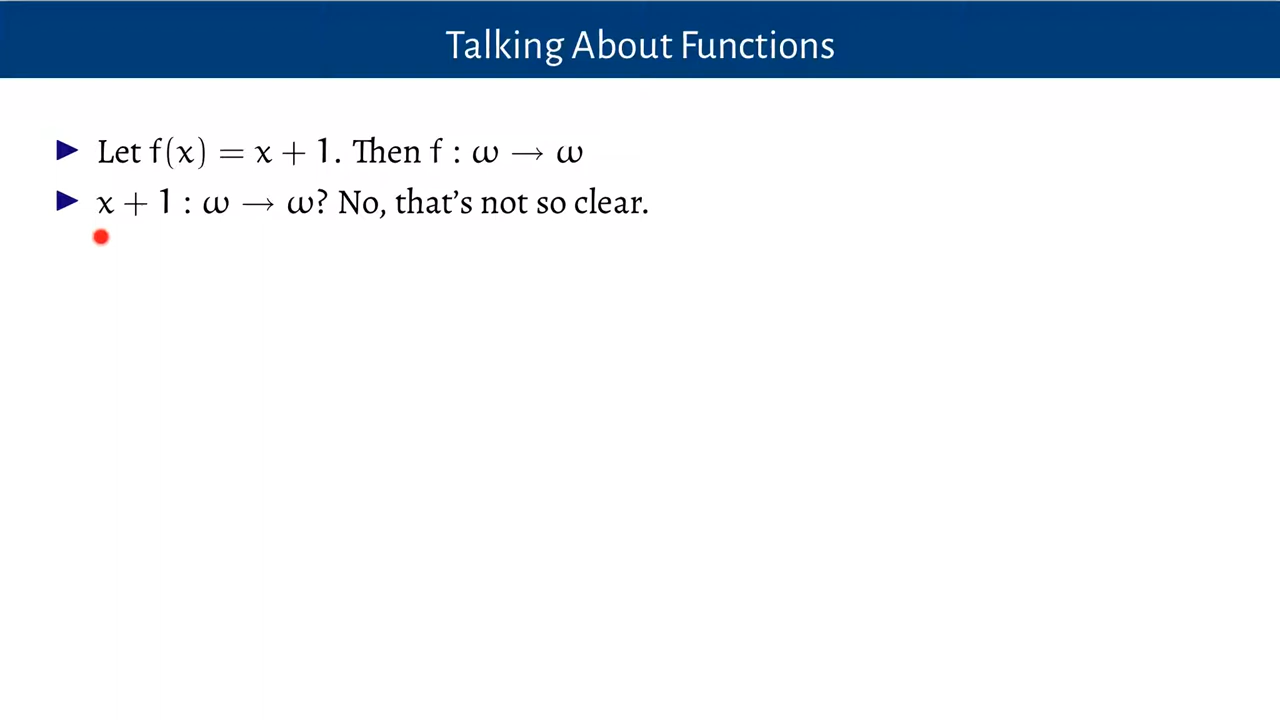 Talking About Functions
▶ Let f(x) = x + 1. Then f : ω → ω
▶ x + 1 : ω → ω? No, that’s not so clear.